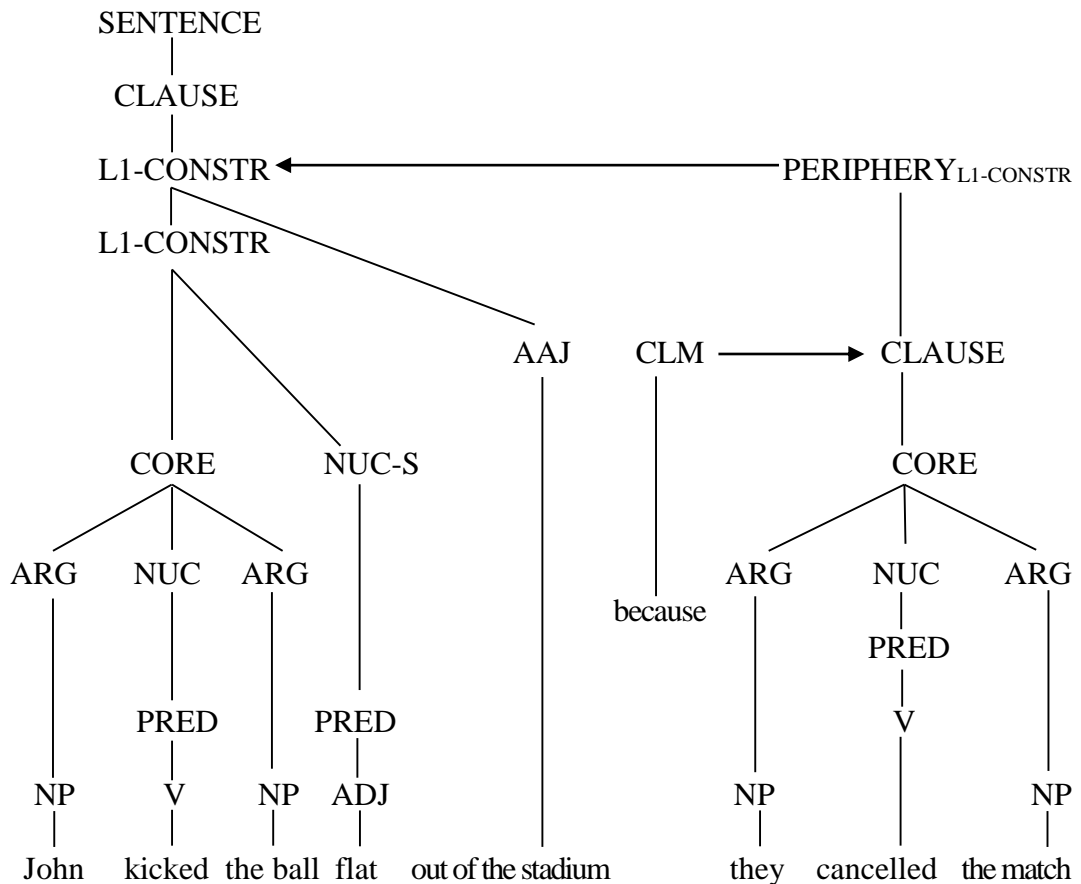 SENTENCE
CLAUSE
L1-CONSTR PERIPHERY L1-CONSTR
L1-CONSTR
AAJ CLM CLAUSE
CORE NUC-S CORE
ARG NUC ARG ARG NUC ARG
because
PRED
PRED PRED V
NP V NP ADJ NP NP
John kicked the ball flat out of the stadium they cancelled the match